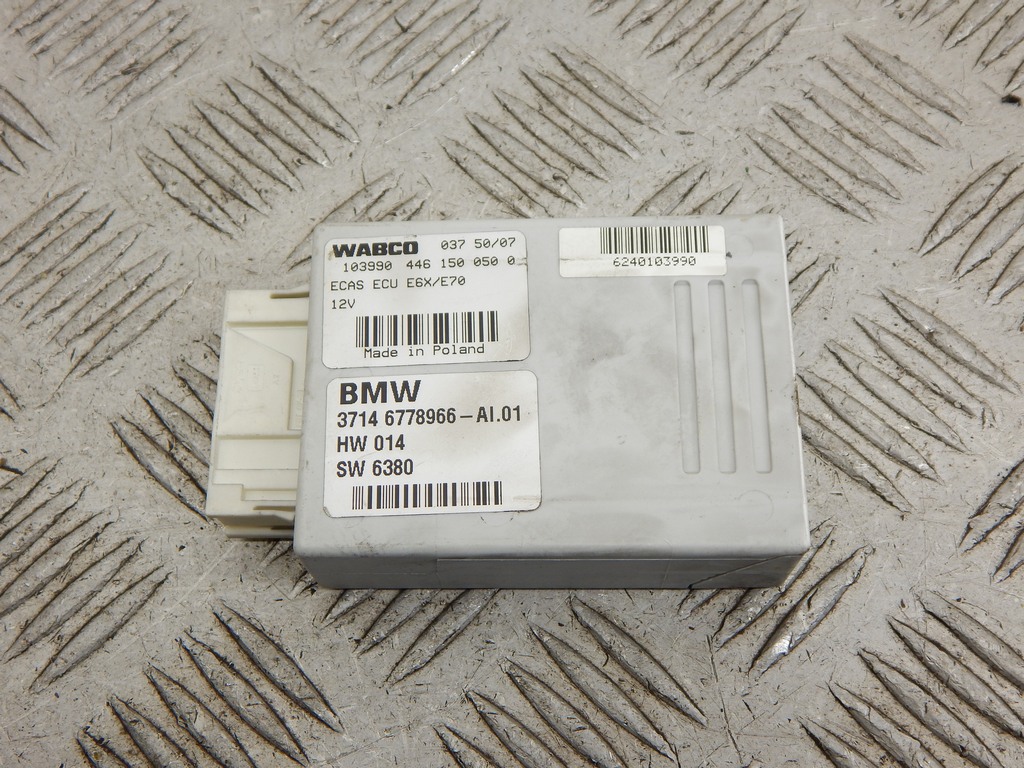 WABCO 037 50/07
103990 446 150 050 0
ECAS ECU E6X/E70
12V
Made in Poland
6240103990
BMW
3714 6778966-AI.01
HW 014
SW 6380